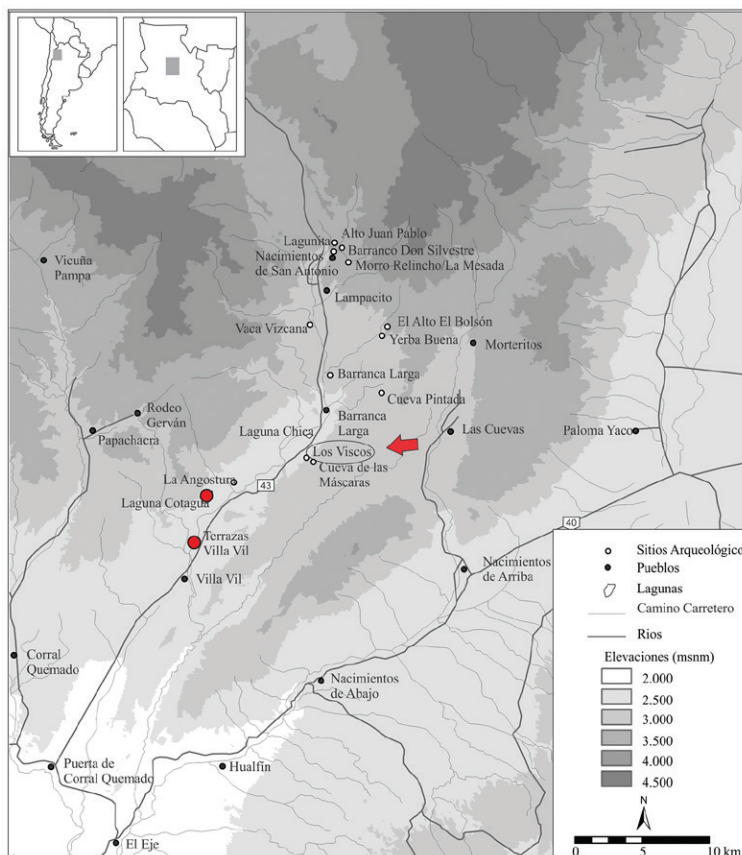 Alto Juan Pablo
Lagunita
Barranco Don Silvestre
Nacimientos
de San Antonio
Morro Relincho/La Mesada
Vicuña
Pampa
Lampacito
Vaca Vizcana
El Alto El Bolsón
Yerba Buena
Morteritos
Barranca Larga
Cueva Pintada
Rodeo
Gerván
Barranca
Larga
Papachacra
Laguna Chica
Las Cuevas
Paloma Yaco
Los Viscos
Cueva de las
Máscaras
La Angostura
43
Laguna Cotagua
40
Terrazas
Villa Vil
Villa Vil
Nacimientos
de Arriba
Corral
Quemado
Nacimientos
de Abajo
Puerta de
Corral Quemado
Hualfín
El Eje
Sitios Arqueológico
Pueblos
Lagunas
Camino Carretero
Rios
Elevaciones (msnm)
2.000
2.500
3.000
3.500
4.000
4.500
N
0 5 10 km